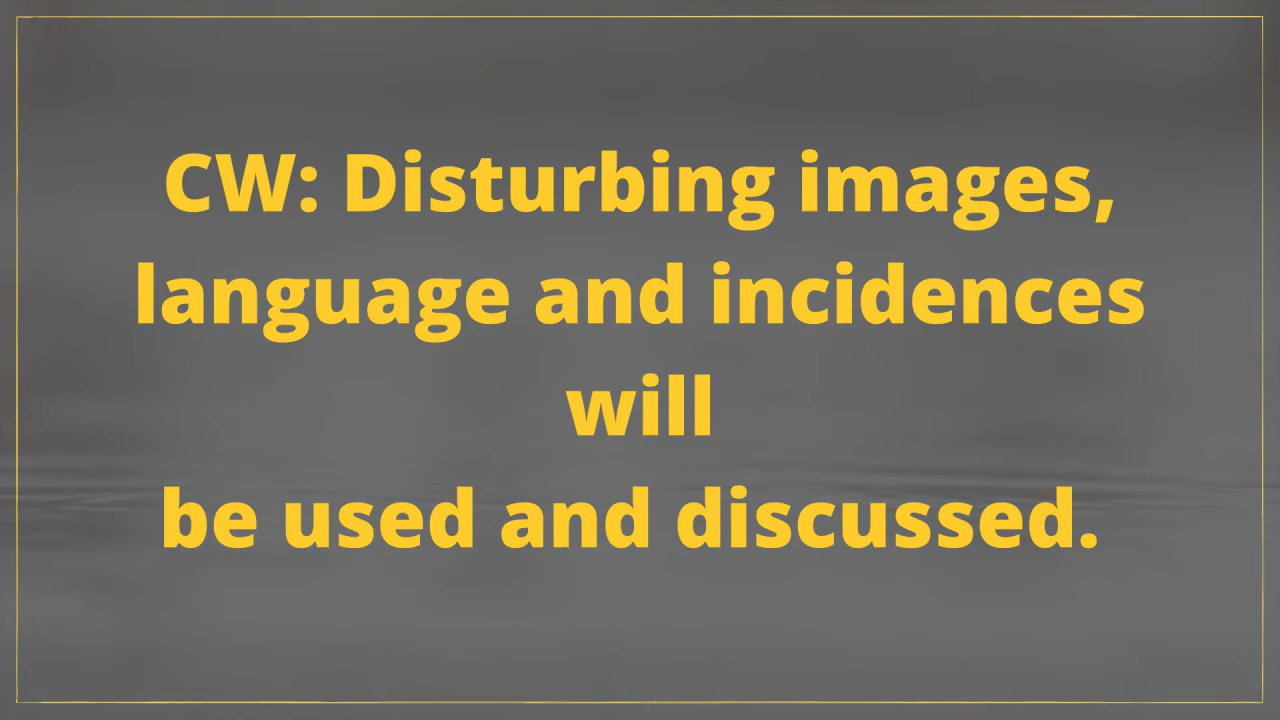 CW: Disturbing images,
language and incidences
will
be used and discussed.